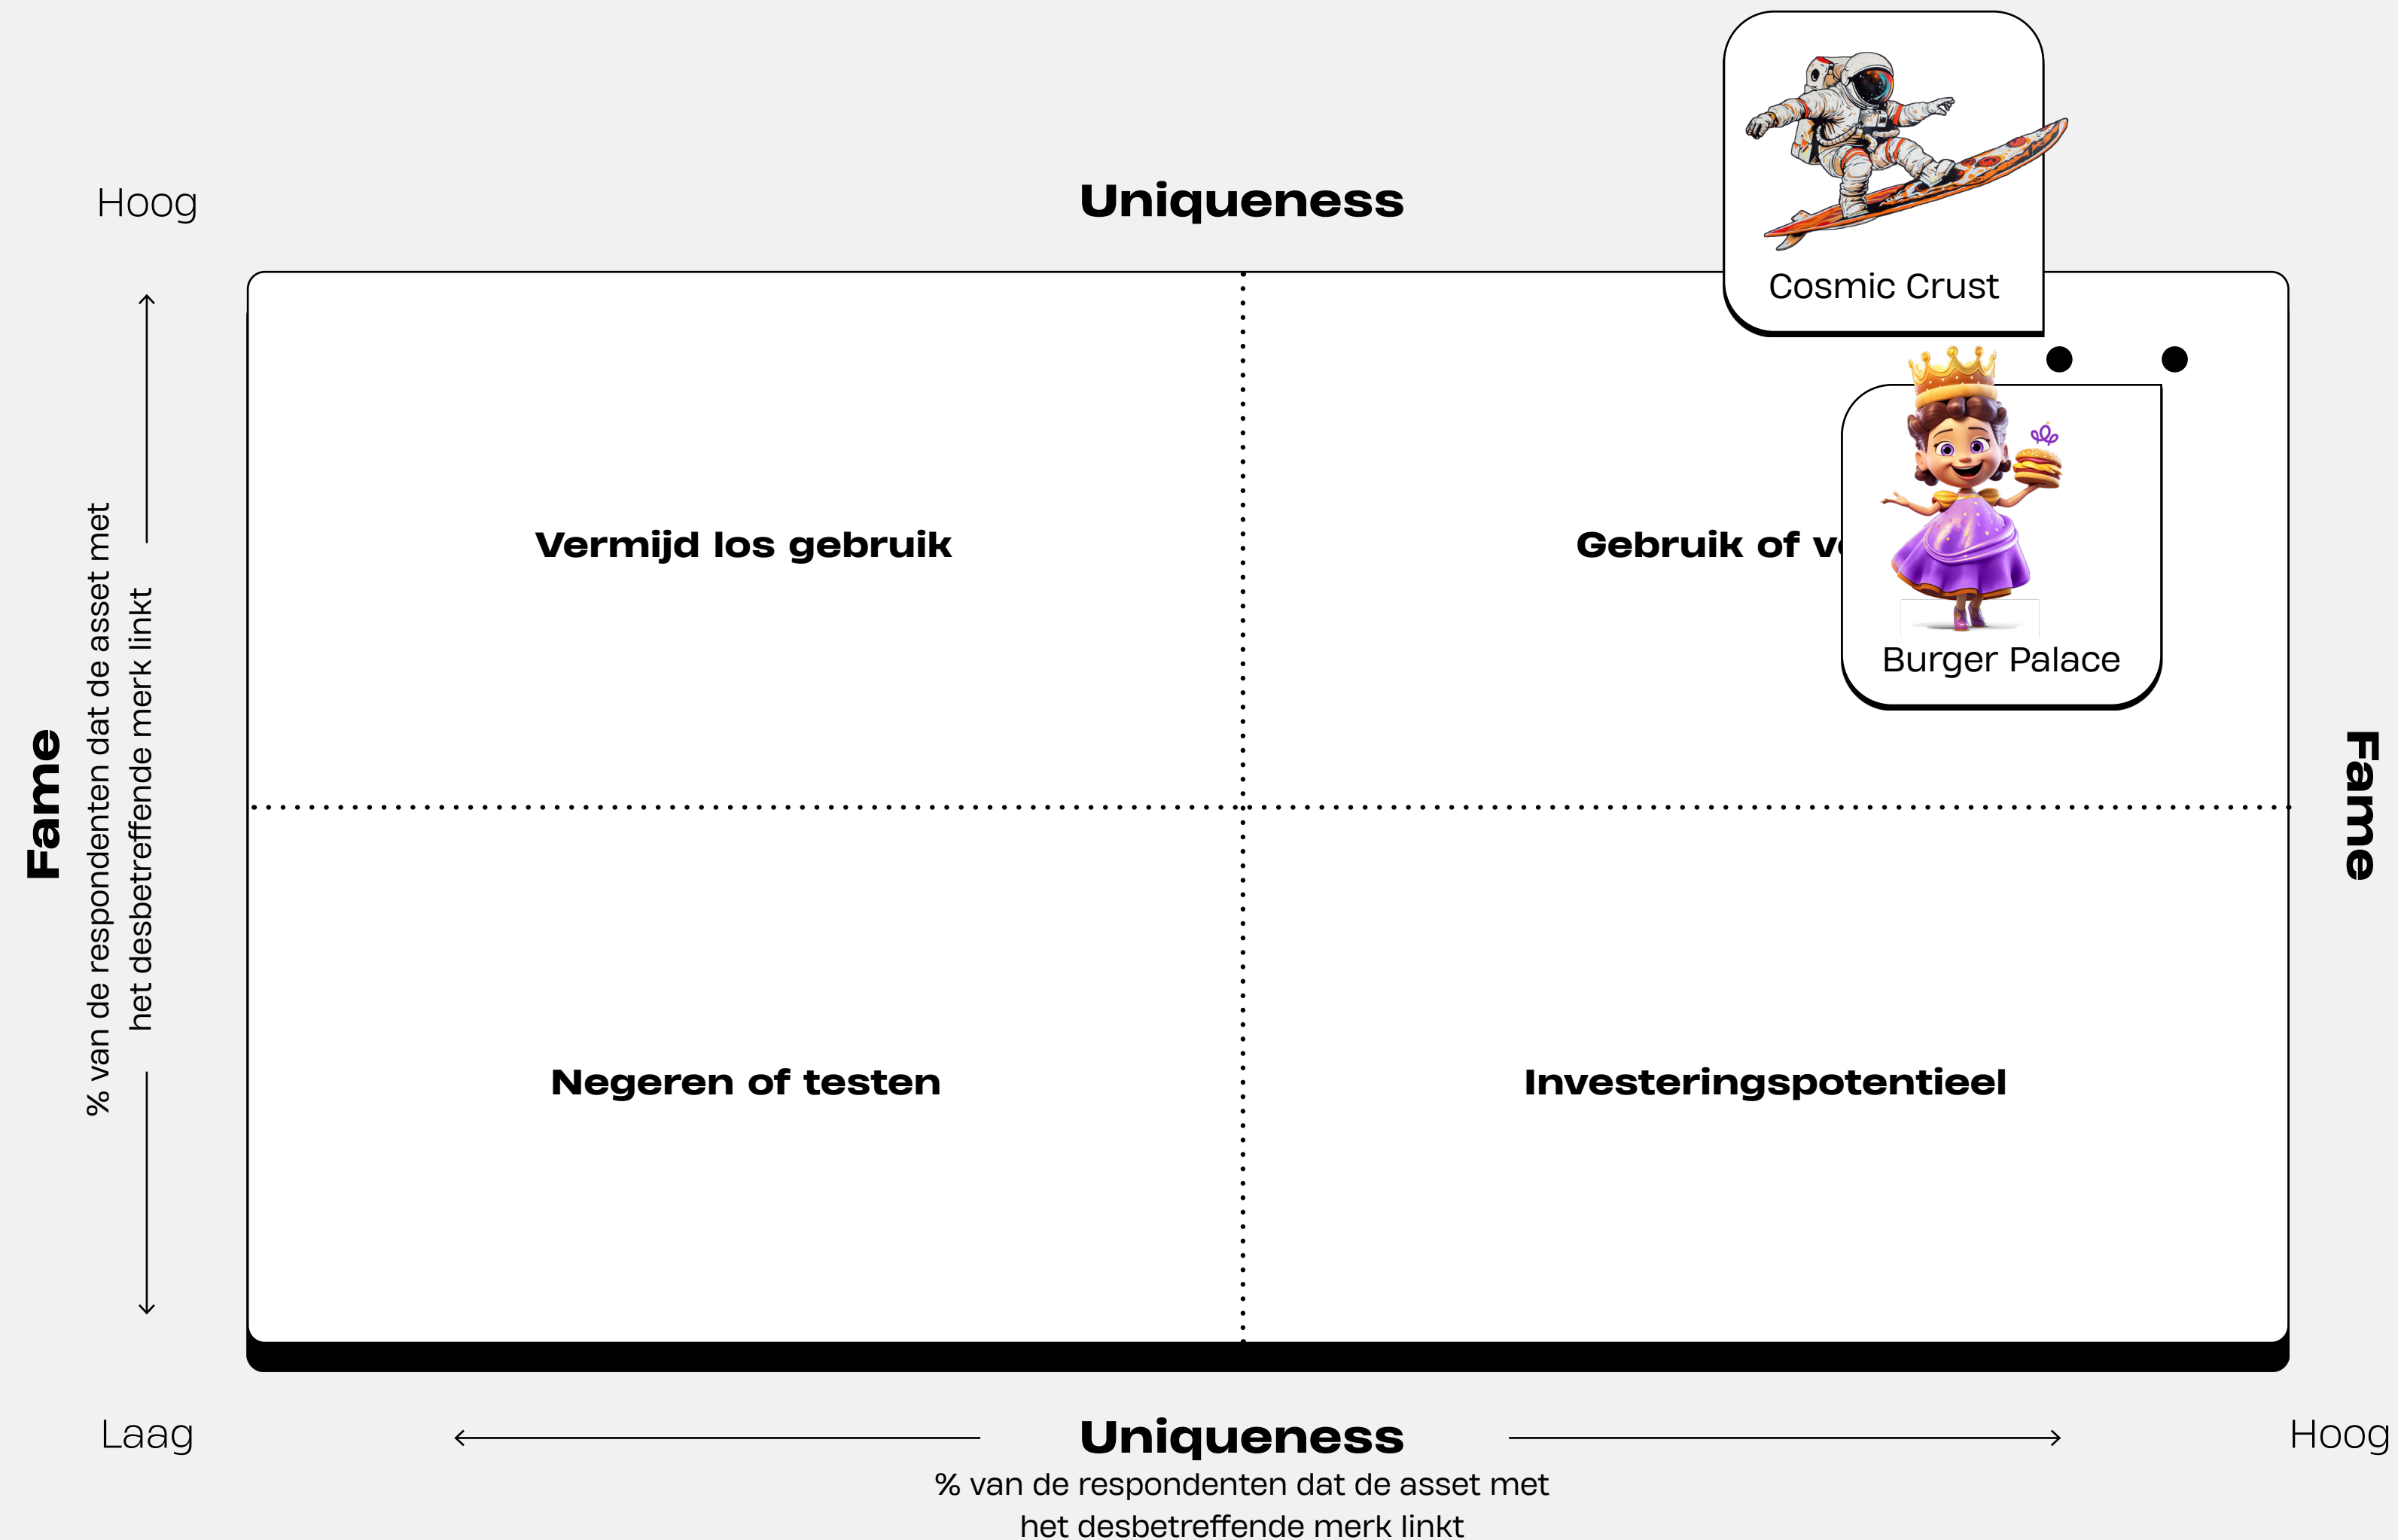 Hoog
Uniqueness
Cosmic Crust
Vermijd los gebruik
Gebruik of
Burger Palace
Fame
% van de respondenten dat de asset met
het desbetreffende merk linkt
Fame
Negeren of testen
Investeringspotentieel
Laag
Uniqueness
Hoog
% van de respondenten dat de asset met
het desbetreffende merk linkt